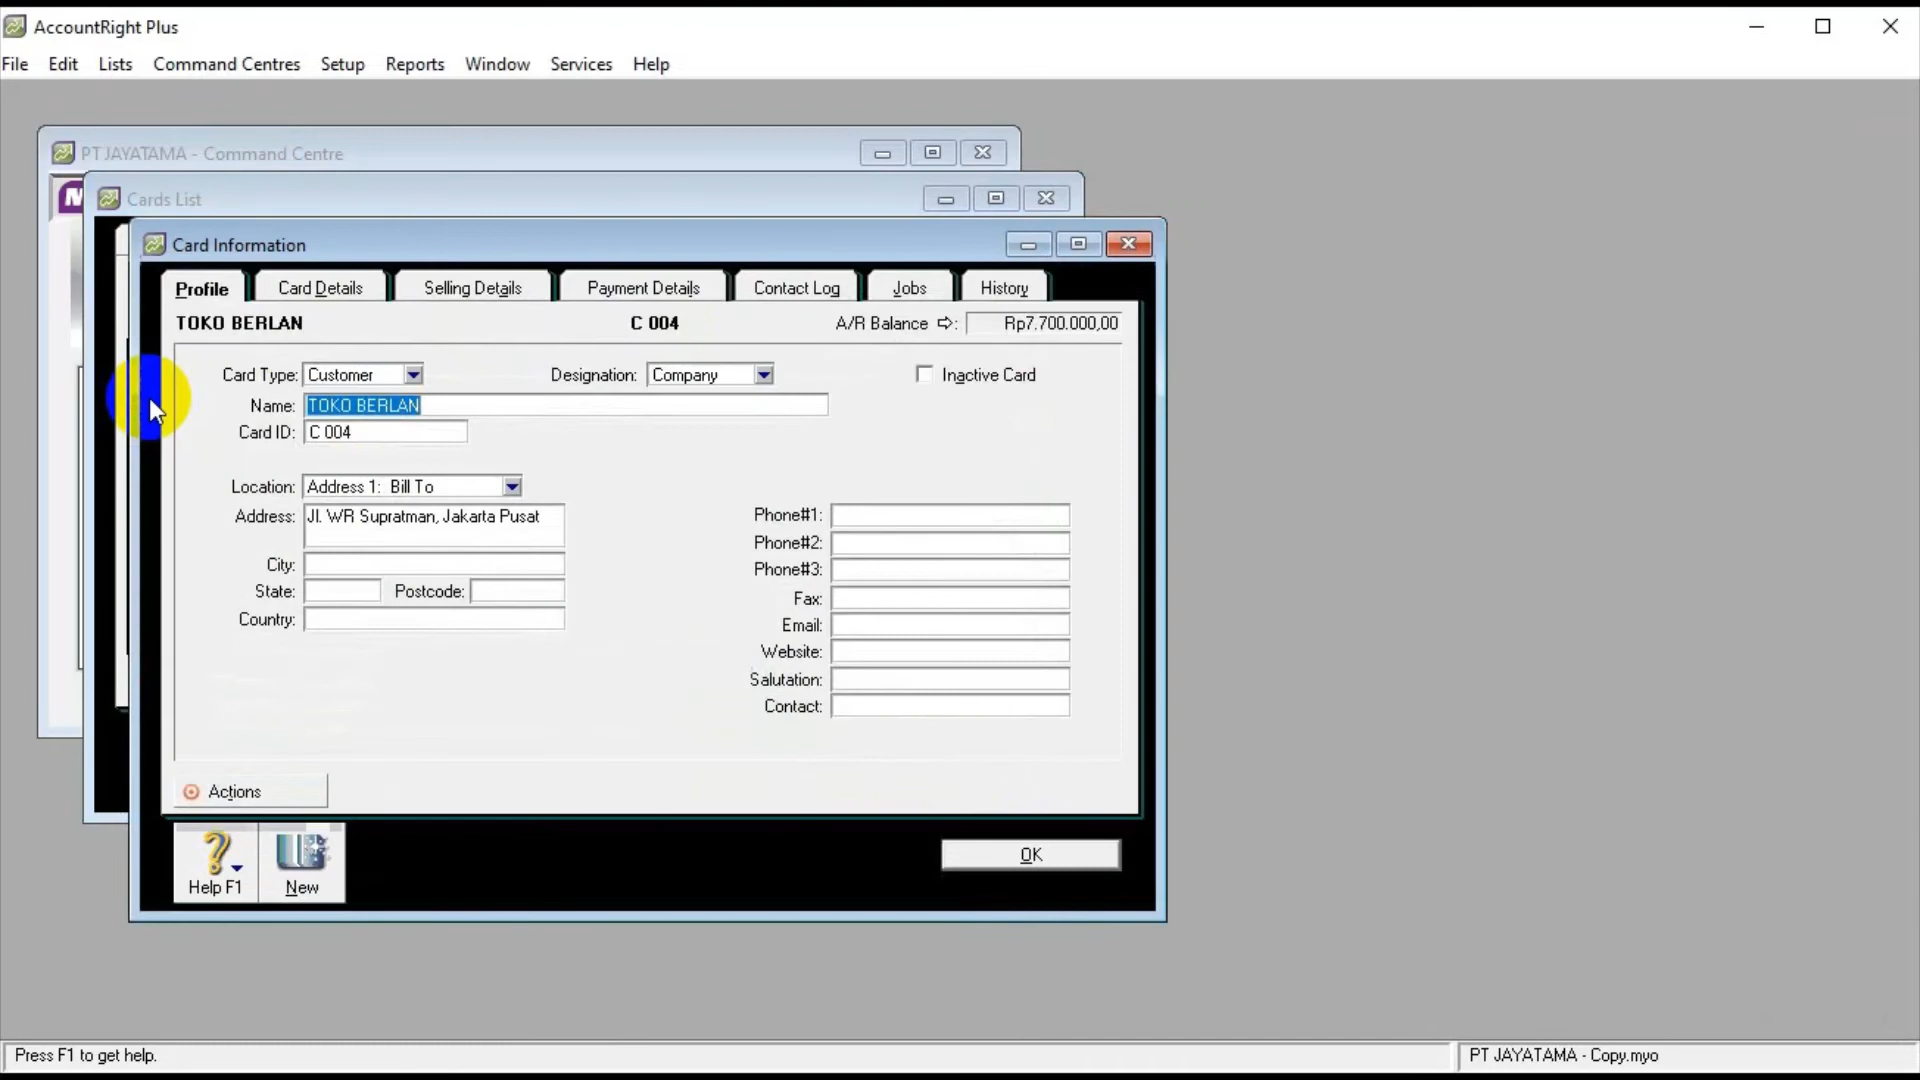 AccountRight Plus
File Edit Lists Command Centres Setup Reports Window Services Help
PT JAYATAMA - Command Centre
Cards List
Card Information
Profile Card Details Selling Details Payment Details Contact Log Jobs History
TOKO BERLAN C 004 A/R Balance ⇨: Rp7.700.000,00
Card Type: Customer Designation: Company Inactive Card
Name: TOKO BERLAN
Card ID: C 004
Location: Address 1: Bill To
Address: Jl. WR Supratman, Jakarta Pusat
Phone#1:
Phone#2:
City:
Phone#3:
State: Postcode:
Fax:
Country:
Email:
Website:
Salutation:
Contact:
Actions
Help F1 New
OK
Press F1 to get help. PT JAYATAMA - Copy.myo